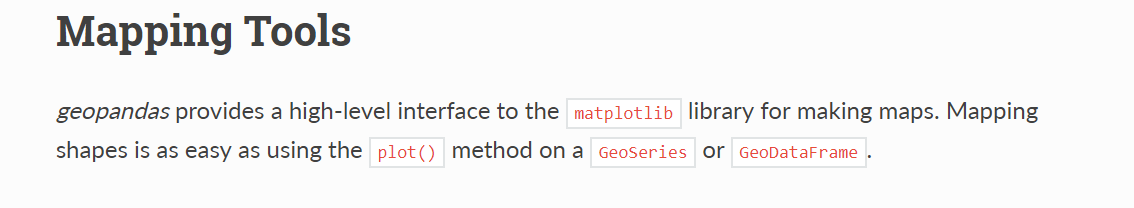 Mapping Tools
geopandas provides a high-level interface to the matplotlib library for making maps. Mapping
shapes is as easy as using the plot() method on a GeoSeries or GeoDataFrame.